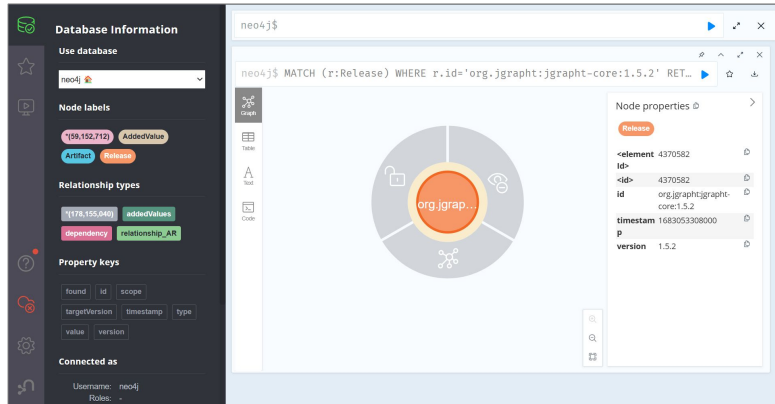 Database Information
Use database
neo4j
Node labels
*(59,152,712) AddedValue
Artifact Release
Relationship types
*(178,155,040) addedValues
dependency relationship_AR
Property keys
found id scope
targetVersion timestamp type
value version
Connected as
Username: neo4j
Roles: -
neo4j$
neo4j$ MATCH (r:Release) WHERE r.id='org.jgrapht:jgrapht-core:1.5.2' RET…
Graph
Table
A
Text
Code
org.jgrap…
Node properties
Release
<element
Id> 4370582
<id> 4370582
id org.jgrapht:jgrapht-
core:1.5.2
timestam
p 1683053308000
version 1.5.2